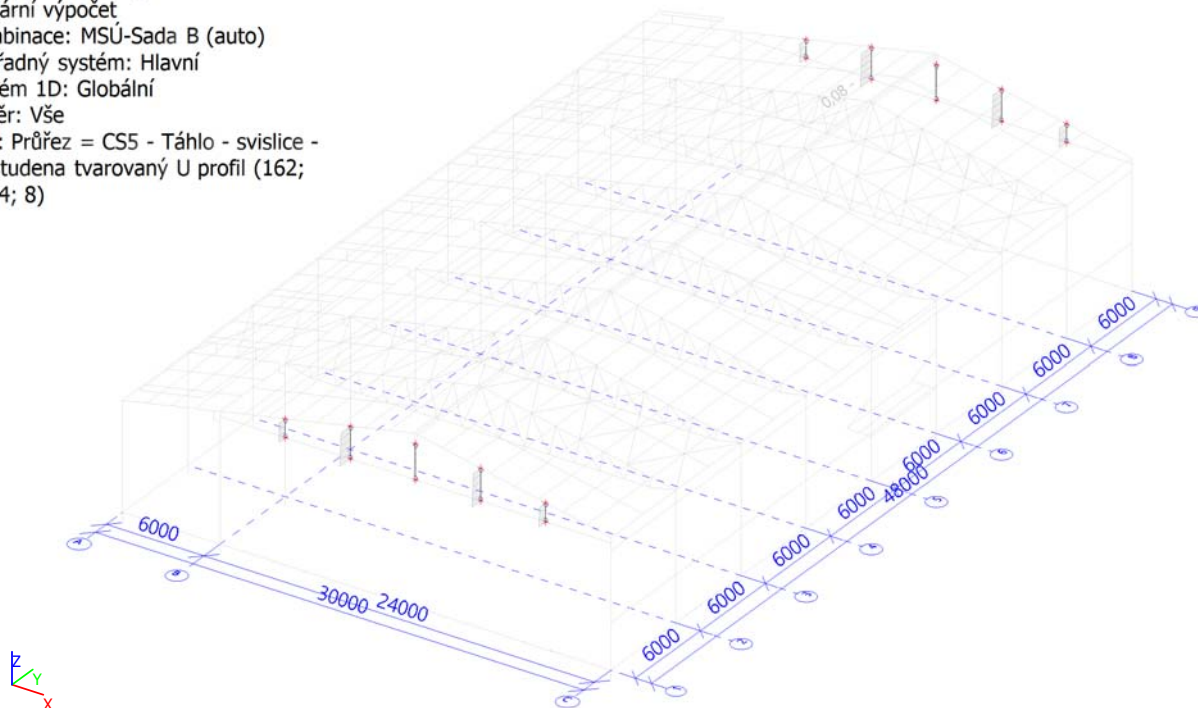 ární výpočet
binace: MSÚ-Sada B (auto)
řadný systém: Hlavní
ém 1D: Globální
ěr: Vše
: Průřez = CS5 - Táhlo - svislice -
tudena tvarovaný U profil (162;
4; 8)
0.08
6000
6000
6000
6000
6000
48000
6000
6000
6000
6000
6000
30000
24000
A
B
C
Z
Y
X